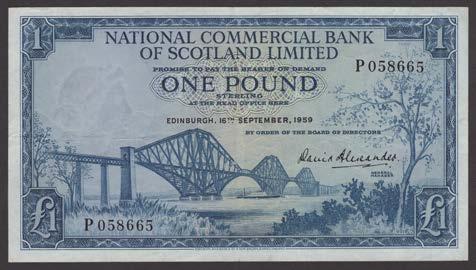 £1
£1
NATIONAL COMMERCIAL BANK
OF SCOTLAND LIMITED
PROMISE TO PAY THE BEARER ON DEMAND
P 058665
ONE POUND
STERLING
AT THE HEAD OFFICE HERE
EDINBURGH, 16TH SEPTEMBER, 1959
BY ORDER OF THE BOARD OF DIRECTORS
David Alexander
GENERAL
MANAGER
P 058665
£1
£1